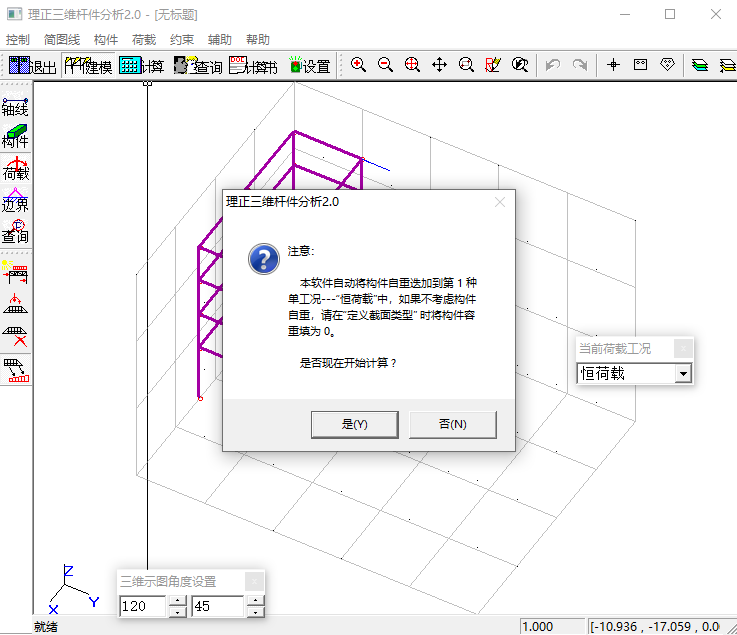 理正三维杆件分析2.0 - [无标题]
控制 简图线 构件 荷载 约束 辅助 帮助
退出 建模 计算 查询 计算书 设置
轴线
构件
荷载
边界
查询
理正三维杆件分析2.0
注意:
本软件自动将构件自重迭加到第 1 种
单工况---“恒荷载”中，如果不考虑构件
自重，请在“定义截面类型” 时将构件容
重填为 0。
是否现在开始计算？
是(Y) 否(N)
当前荷载工况
恒荷载
三维示图角度设置
120 45
Z
X
Y
就绪
1.000
[-10.936 , -17.059 , 0.0